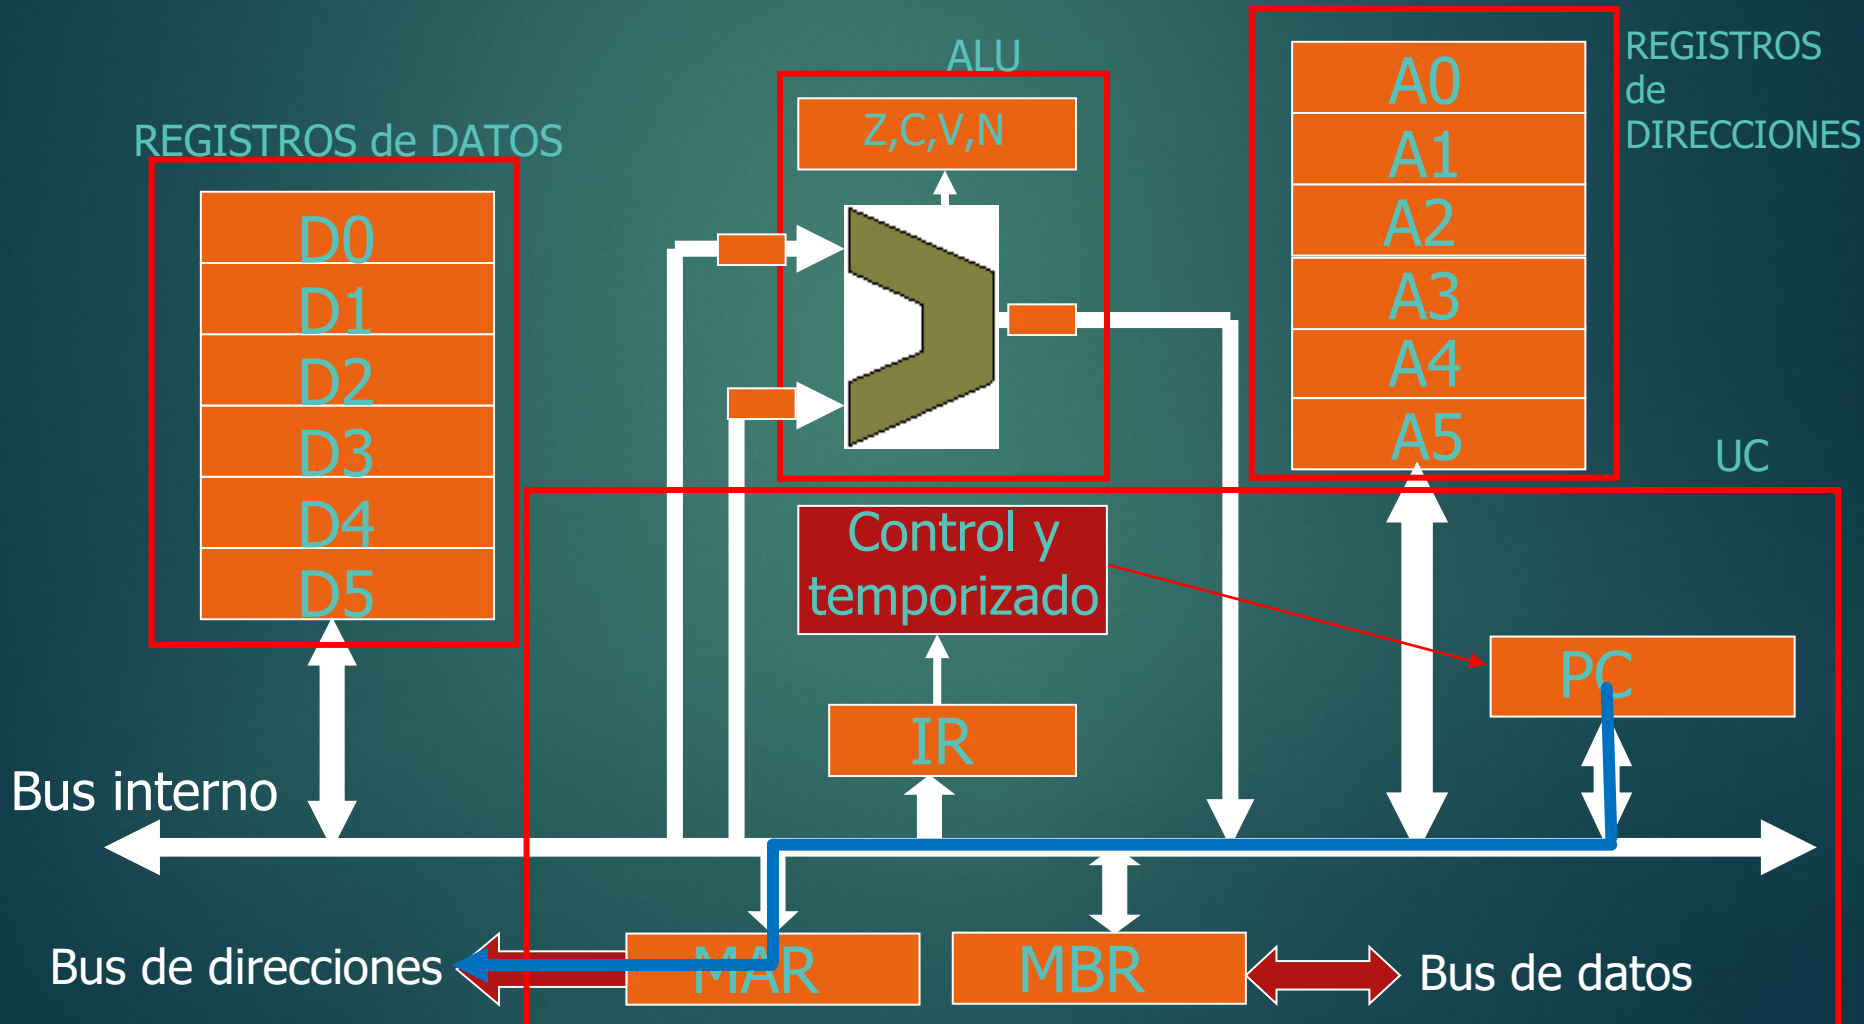 ALU
REGISTROS
de
DIRECCIONES
REGISTROS de DATOS
Z,C,V,N
A0
A1
A2
A3
A4
A5
D0
D1
D2
D3
D4
D5
UC
Control y
temporizado
PC
IR
Bus interno
Bus de direcciones
MAR
MBR
Bus de datos